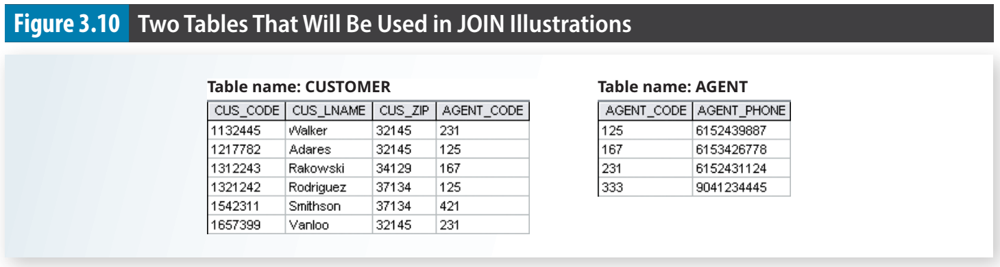 Figure 3.10 Two Tables That Will Be Used in JOIN Illustrations
Table name: CUSTOMER
CUS_CODE CUS_LNAME CUS_ZIP AGENT_CODE
1132445 Walker 32145 231
1217782 Adares 32145 125
1312243 Rakowski 34129 167
1321242 Rodriguez 37134 125
1542311 Smithson 37134 421
1657399 Vanloo 32145 231
Table name: AGENT
AGENT_CODE AGENT_PHONE
125 6152439887
167 6153426778
231 6152431124
333 9041234445